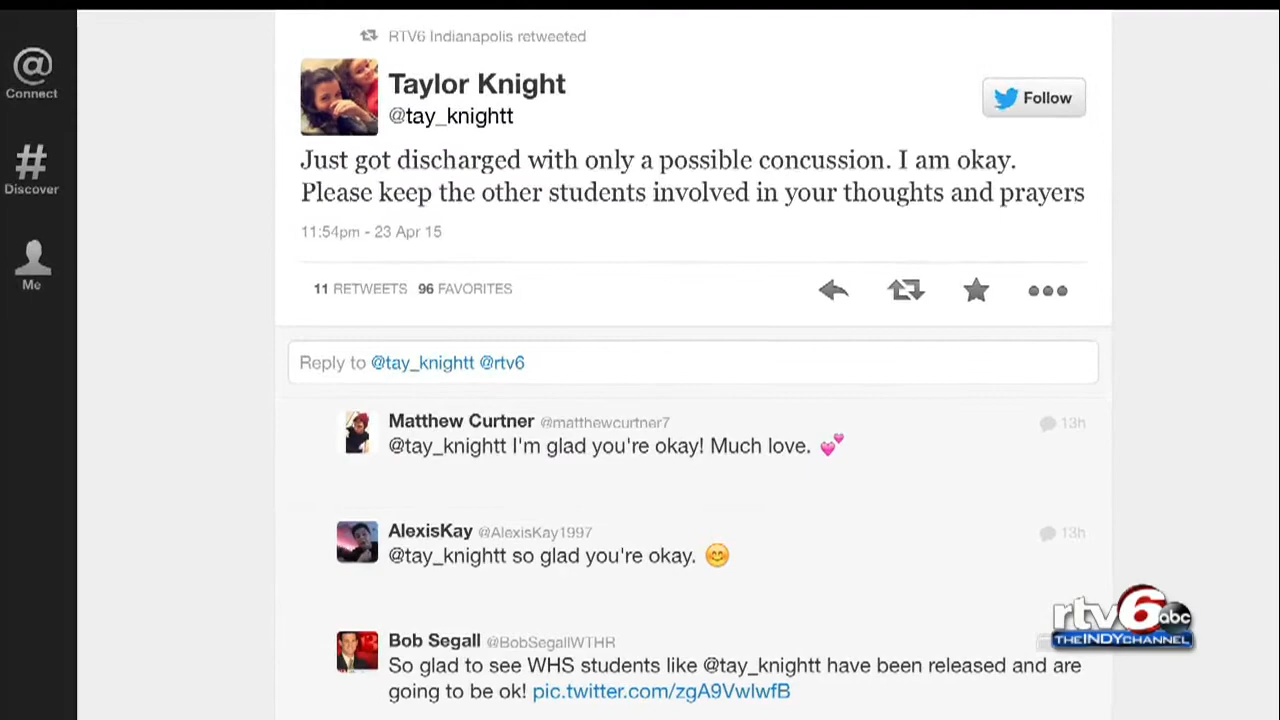 RTV6 Indianapolis retweeted
Taylor Knight
@tay_knightt
Follow
Just got discharged with only a possible concussion. I am okay.
Please keep the other students involved in your thoughts and prayers
11:54pm - 23 Apr 15
11 RETWEETS 96 FAVORITES
@
Connect
#
Discover
Me
Reply to @tay_knightt @rtv6
Matthew Curtner @matthewcurtner7 13h
@tay_knightt I'm glad you're okay! Much love. 💕
AlexisKay @AlexisKay1997 13h
@tay_knightt so glad you're okay. 😊
Bob Segall @BobSegallWTHR
So glad to see WHS students like @tay_knightt have been released and are
going to be ok! pic.twitter.com/zgA9VwlwfB
rtv6 abc
THEINDYCHANNEL